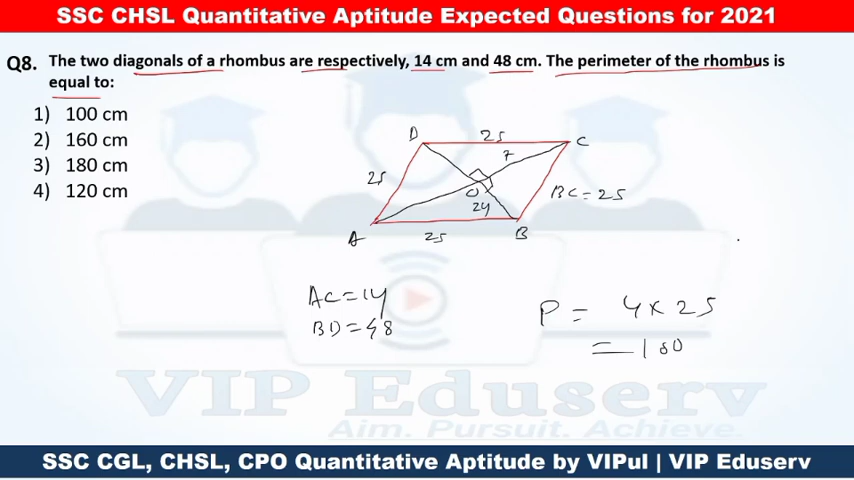 SSC CHSL Quantitative Aptitude Expected Questions for 2021
Q8. The two diagonals of a rhombus are respectively, 14 cm and 48 cm. The perimeter of the rhombus is
equal to:
1) 100 cm
2) 160 cm
3) 180 cm
4) 120 cm
D 25 C
7
25
O BC = 25
24
A 25 B
AC = 14
BD = 48
P = 4 x 25
= 100
VIP Eduserv
Aim. Pursuit. Achieve.
SSC CGL, CHSL, CPO Quantitative Aptitude by VIPul | VIP Eduserv